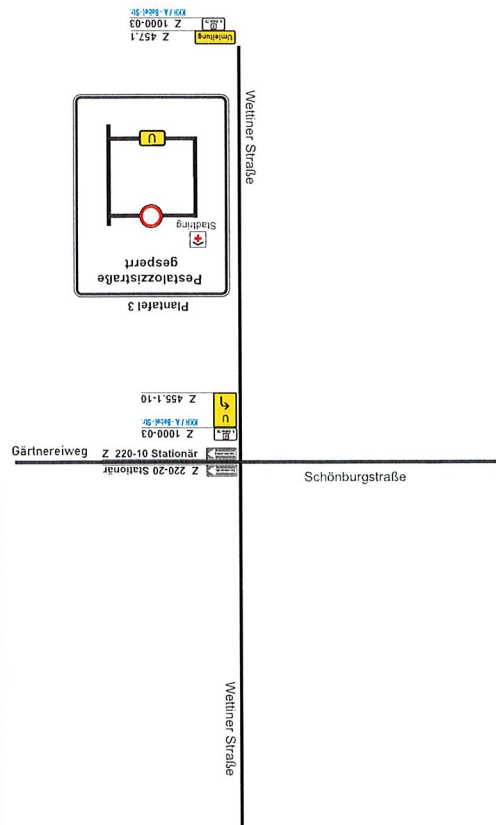 KKH / A.-Bebel-Str.
Z 1000-03
Z 457.1
Umleitung
Wettiner Straße
U
Stadtring
gesperrt
Pestalozzistraße
Plantafel 3
Z 455.1-10
U
KKH / A.-Bebel-Str.
Z 1000-03
Gärtnereiweg
Z 220-10 Stationär
Z 220-20 Stationär
Schönburgstraße
Wettiner Straße